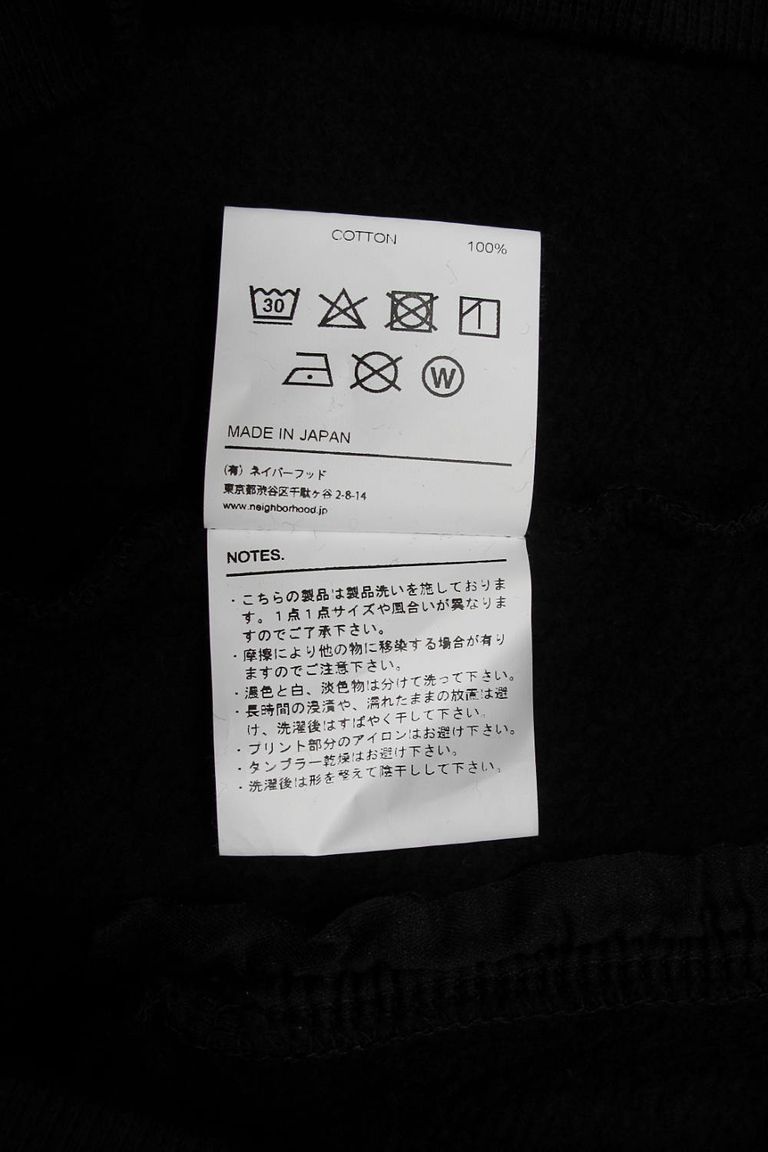 COTTON 100%
30
W
MADE IN JAPAN
(有) ネイバーフッド
東京都渋谷区千駄ヶ谷 2-8-14
www.neighborhood.jp
NOTES.
・こちらの製品は製品洗いを施しておりま
す。1点1点サイズや風合いが異なりま
すのでご了承下さい。
・摩擦により他の物に移染する場合が有り
ますのでご注意下さい。
・濃色と白、淡色物は分けて洗って下さい。
・長時間の浸漬や、濡れたままの放置は避
け、洗濯後はすばやく干して下さい。
・プリント部分のアイロンはお避け下さい。
・タンブラー乾燥はお避け下さい。
・洗濯後は形を整えて陰干しして下さい。